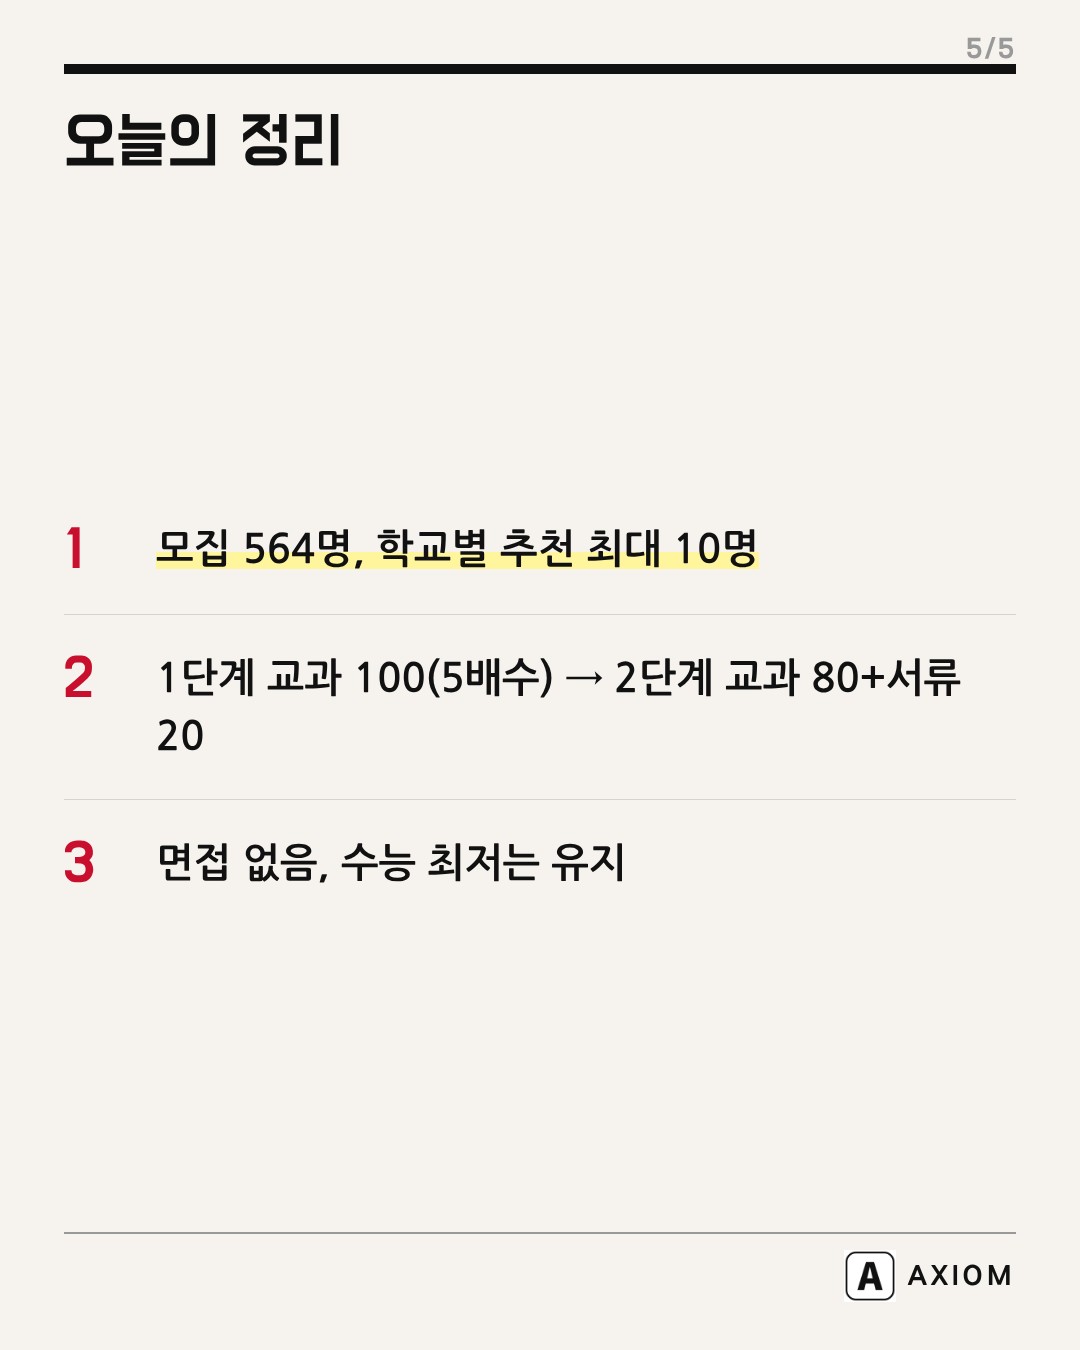 5/5
오늘의 정리
1 모집 564명, 학교별 추천 최대 10명
2 1단계 교과 100(5배수) → 2단계 교과 80+서류
20
3 면접 없음, 수능 최저는 유지
A AXIOM